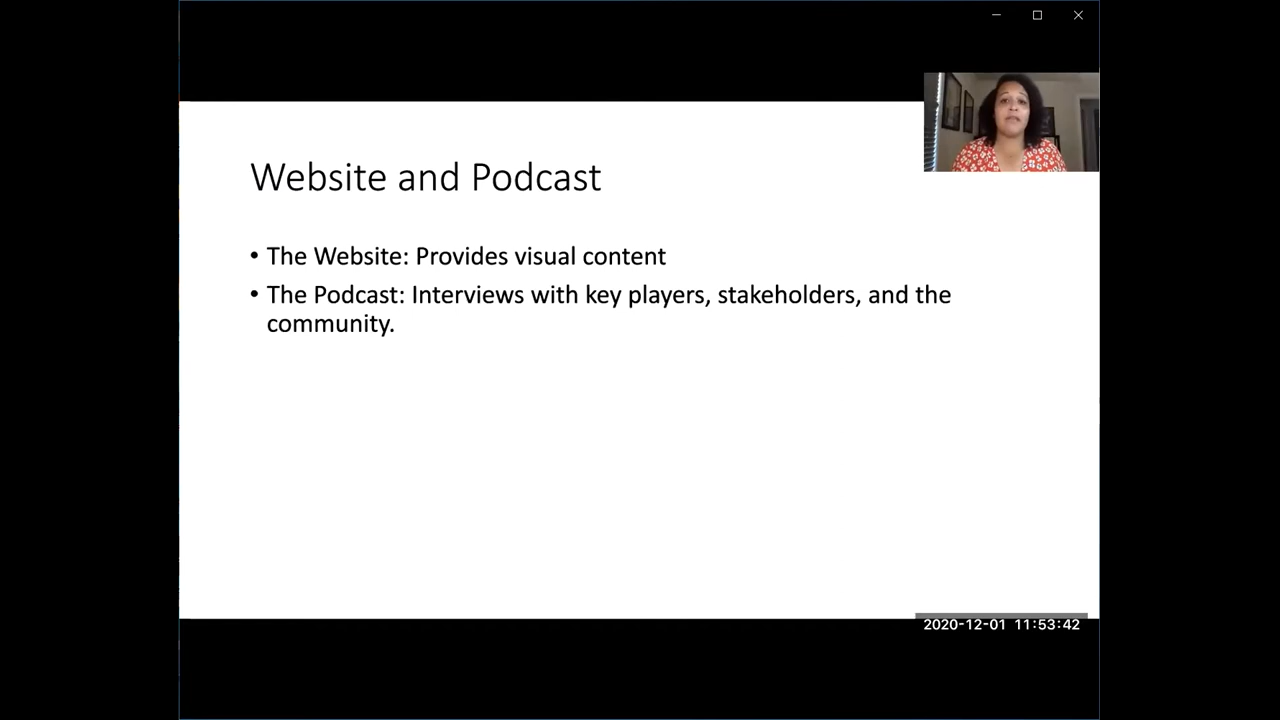 Website and Podcast
• The Website: Provides visual content
• The Podcast: Interviews with key players, stakeholders, and the
community.
2020-12-01 11:53:42